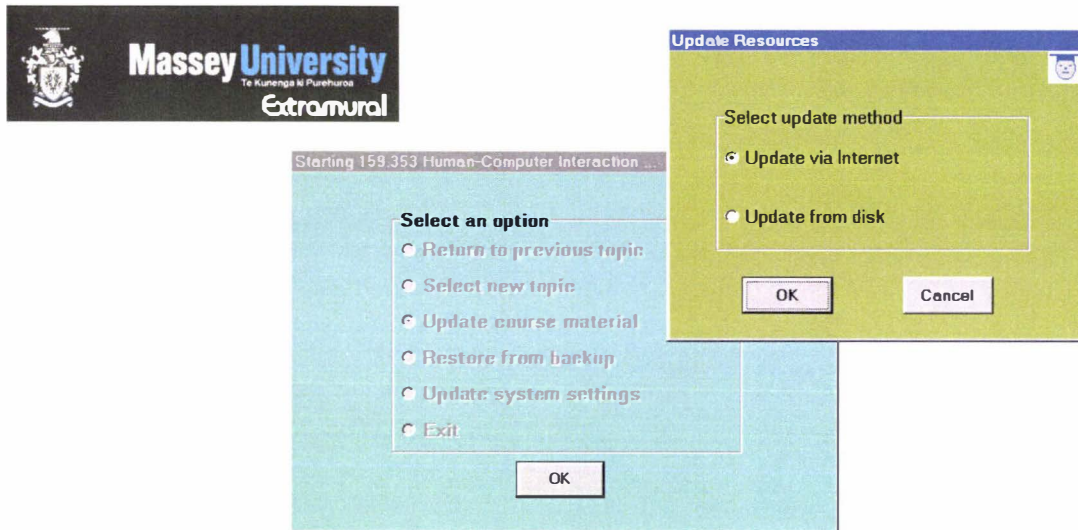 Massey University
Te Kunenga ki Purehuroa
Extramural
Update Resources
Select update method
Update via Internet
Update from disk
OK
Cancel
Starting 159.353 Human-Computer Interaction ...
Select an option
Return to previous topic
Select new topic
Update course material
Restore from backup
Update system settings
Exit
OK